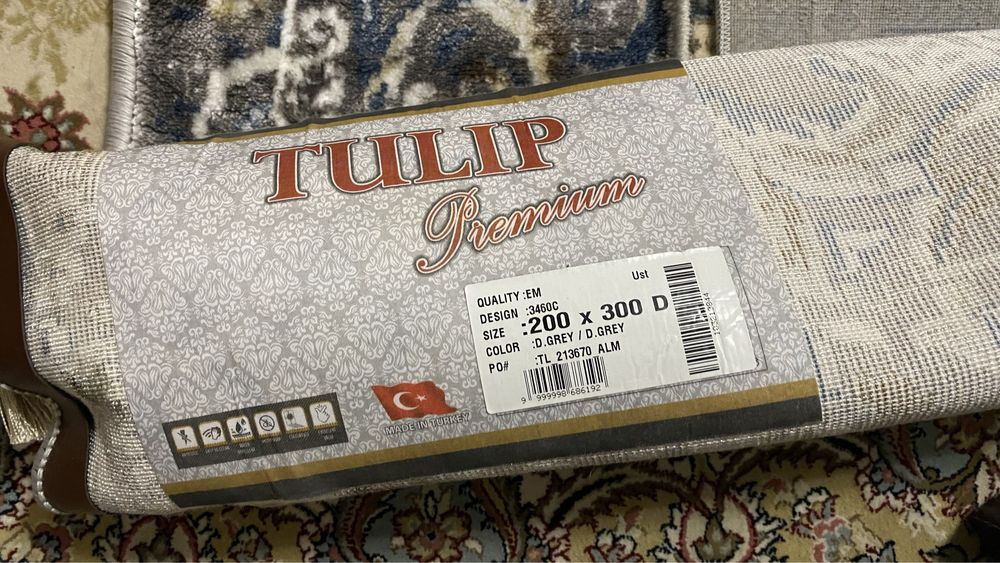 TULIP
Premium
Ust
QUALITY :EM
DESIGN :3460C
SIZE :200 x 300 D
COLOR :D.GREY / D.GREY
PO# :TL 213670 ALM
9 999998 686192
MADE IN TURKEY